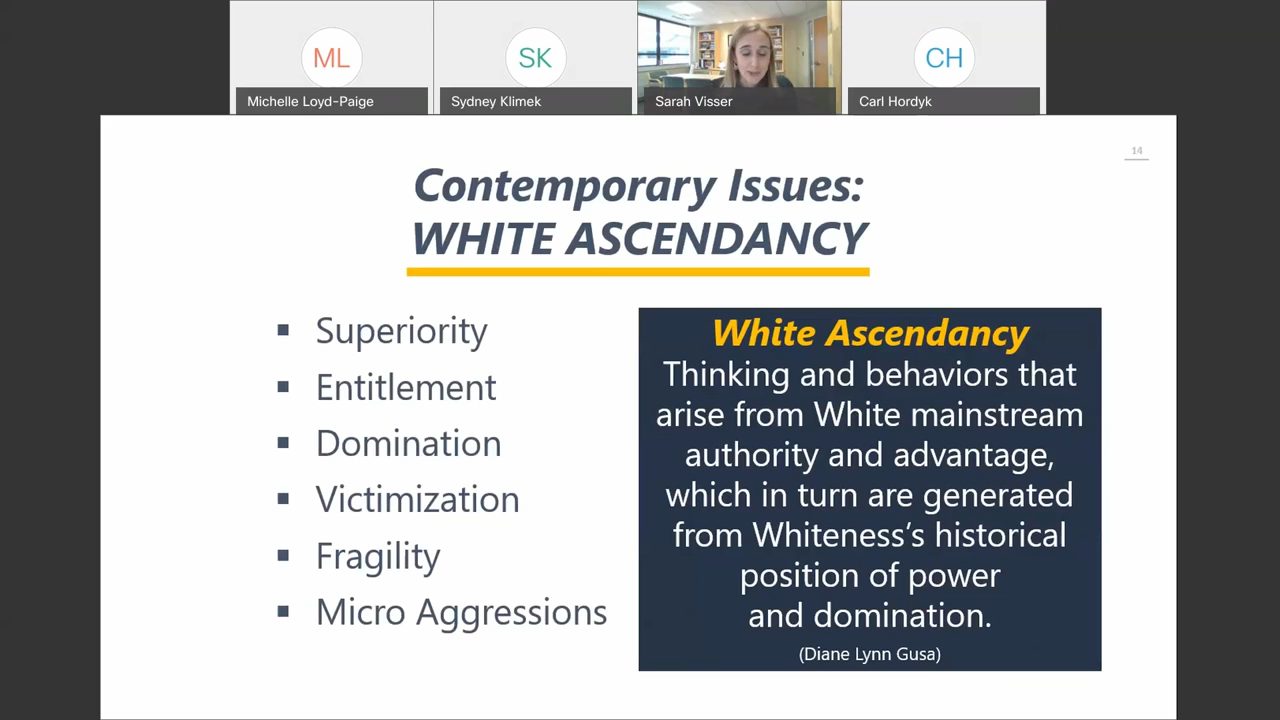 ML
SK
CH
Michelle Loyd-Paige
Sydney Klimek
Sarah Visser
Carl Hordyk
14
Contemporary Issues:
WHITE ASCENDANCY
▪ Superiority
▪ Entitlement
▪ Domination
▪ Victimization
▪ Fragility
▪ Micro Aggressions
White Ascendancy
Thinking and behaviors that
arise from White mainstream
authority and advantage,
which in turn are generated
from Whiteness’s historical
position of power
and domination.
(Diane Lynn Gusa)